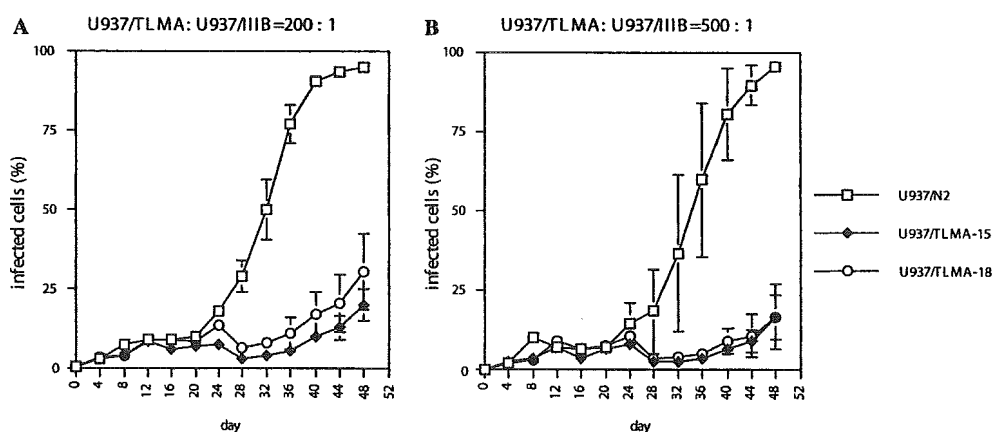 A U937/TLMA: U937/IIIB=200 : 1
100
75
50
25
0
infected cells (%)
0 4 8 12 16 20 24 28 32 36 40 44 48 52
day
B U937/TLMA: U937/IIIB=500 : 1
100
75
50
25
0
infected cells (%)
0 4 8 12 16 20 24 28 32 36 40 44 48 52
day
U937/N2
U937/TLMA-15
U937/TLMA-18